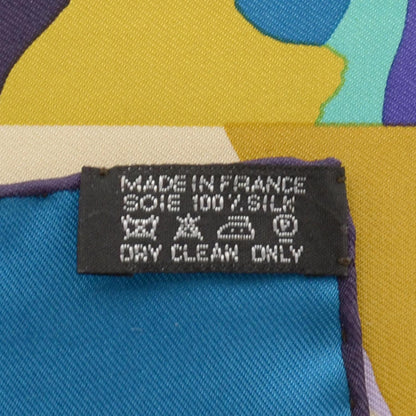 MADE IN FRANCE
SOIE 100% SILK
P
DRY CLEAN ONLY